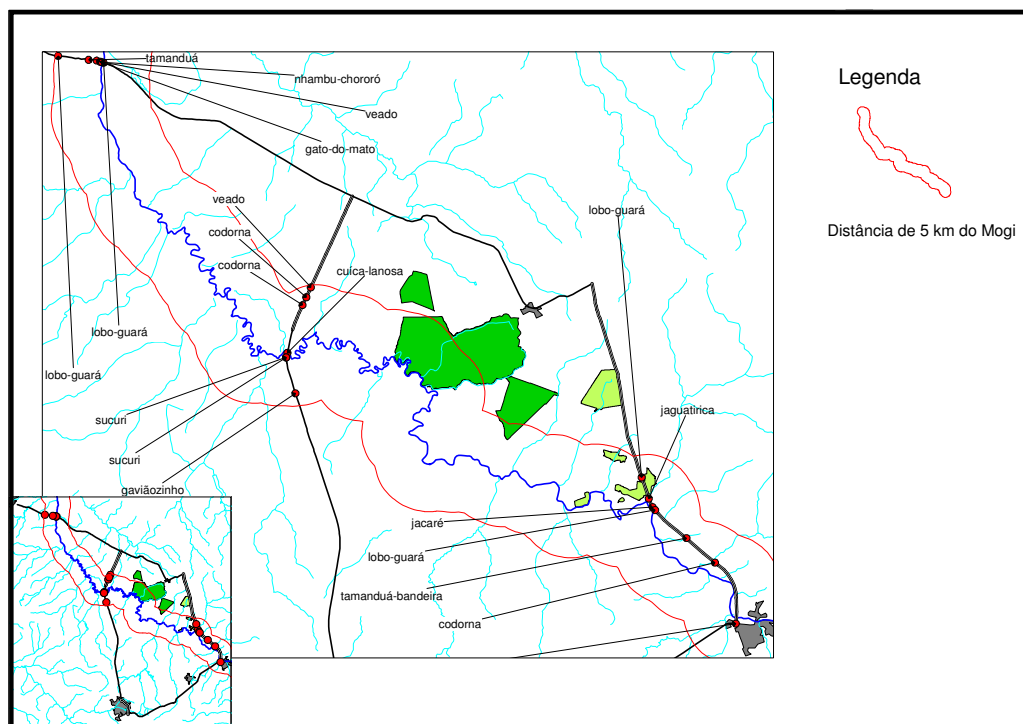 tamanduá
nhambu-chororó
veado
gato-do-mato
veado
codorna
codorna
cuíca-lanosa
lobo-guará
lobo-guará
lobo-guará
sucuri
sucuri
gaviãozinho
jaguatirica
jacaré
lobo-guará
tamanduá-bandeira
codorna
Legenda
Distância de 5 km do Mogi